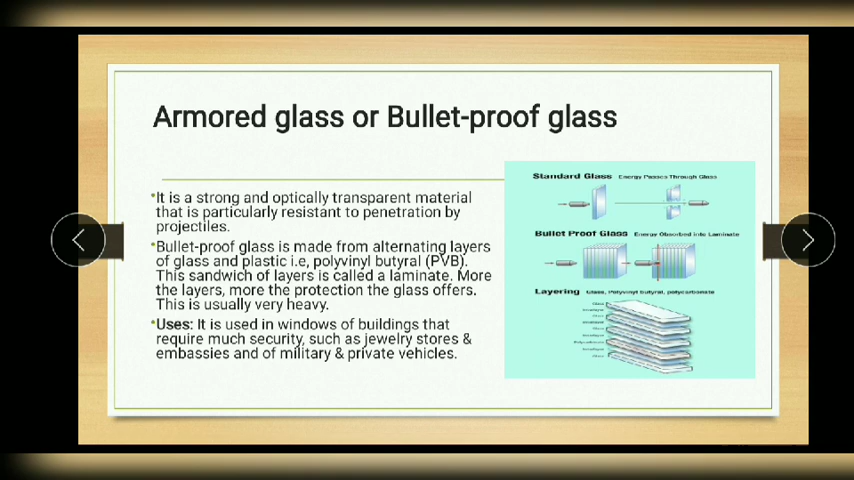 Armored glass or Bullet-proof glass
•It is a strong and optically transparent material
that is particularly resistant to penetration by
projectiles.
•Bullet-proof glass is made from alternating layers
of glass and plastic i.e, polyvinyl butyral (PVB).
This sandwich of layers is called a laminate. More
the layers, more the protection the glass offers.
This is usually very heavy.
•Uses: It is used in windows of buildings that
require much security, such as jewelry stores &
embassies and of military & private vehicles.
Standard Glass Energy Passes Through Glass
Bullet Proof Glass Energy Absorbed into Laminate
Layering Glass, Polyvinyl butyral, polycarbonate